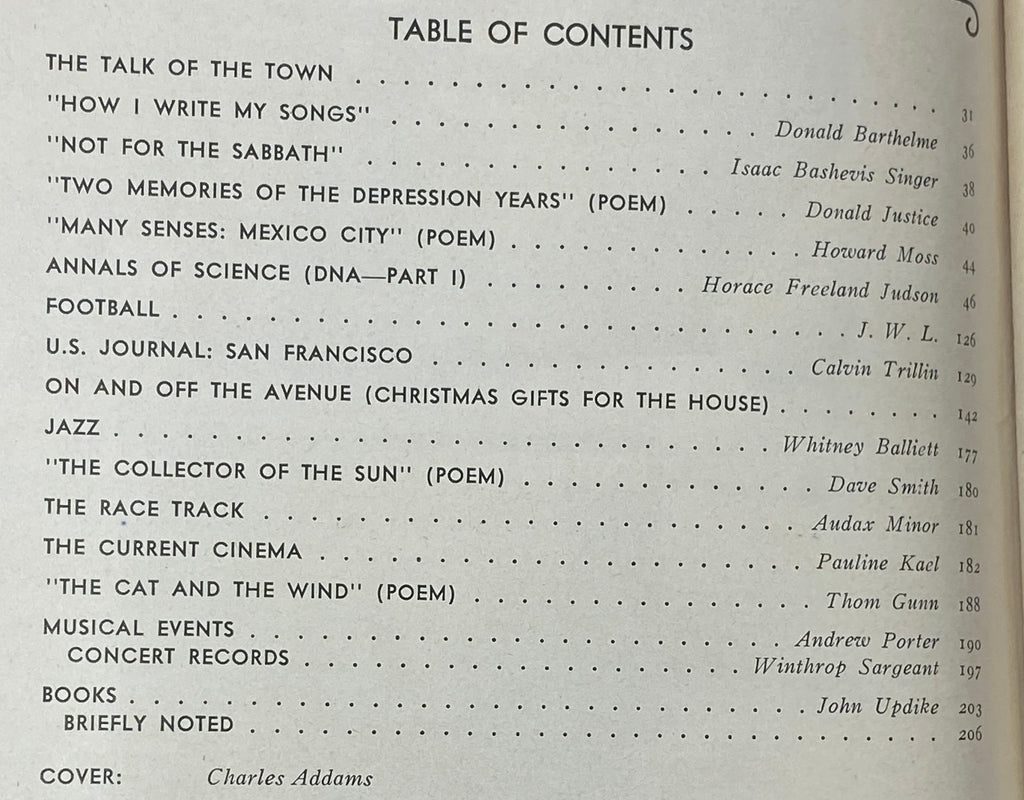 TABLE OF CONTENTS
THE TALK OF THE TOWN . . . . . . . . . . . . . . . . . . . . . . . . 31
"HOW I WRITE MY SONGS" . . . . . . . . . . . . . . . Donald Barthelme 36
"NOT FOR THE SABBATH" . . . . . . . . . . . . . . Isaac Bashevis Singer 38
"TWO MEMORIES OF THE DEPRESSION YEARS" (POEM) . . . . . Donald Justice 40
"MANY SENSES: MEXICO CITY" (POEM) . . . . . . . . . . . . Howard Moss 44
ANNALS OF SCIENCE (DNA—PART I) . . . . . . . . . Horace Freeland Judson 46
FOOTBALL . . . . . . . . . . . . . . . . . . . . . . . . . . . J. W. L. 126
U.S. JOURNAL: SAN FRANCISCO . . . . . . . . . . . . . . . Calvin Trillin 129
ON AND OFF THE AVENUE (CHRISTMAS GIFTS FOR THE HOUSE) . . . . . . . . 142
JAZZ . . . . . . . . . . . . . . . . . . . . . . . . . . Whitney Balliett 177
"THE COLLECTOR OF THE SUN" (POEM) . . . . . . . . . . . . . Dave Smith 180
THE RACE TRACK . . . . . . . . . . . . . . . . . . . . . . Audax Minor 181
THE CURRENT CINEMA . . . . . . . . . . . . . . . . . . . . Pauline Kael 182
"THE CAT AND THE WIND" (POEM) . . . . . . . . . . . . . . . Thom Gunn 188
MUSICAL EVENTS . . . . . . . . . . . . . . . . . . . . . . Andrew Porter 190
CONCERT RECORDS . . . . . . . . . . . . . . . . . . Winthrop Sargeant 197
BOOKS . . . . . . . . . . . . . . . . . . . . . . . . . . . John Updike 203
BRIEFLY NOTED . . . . . . . . . . . . . . . . . . . . . . . . . . . . 206
COVER: Charles Addams